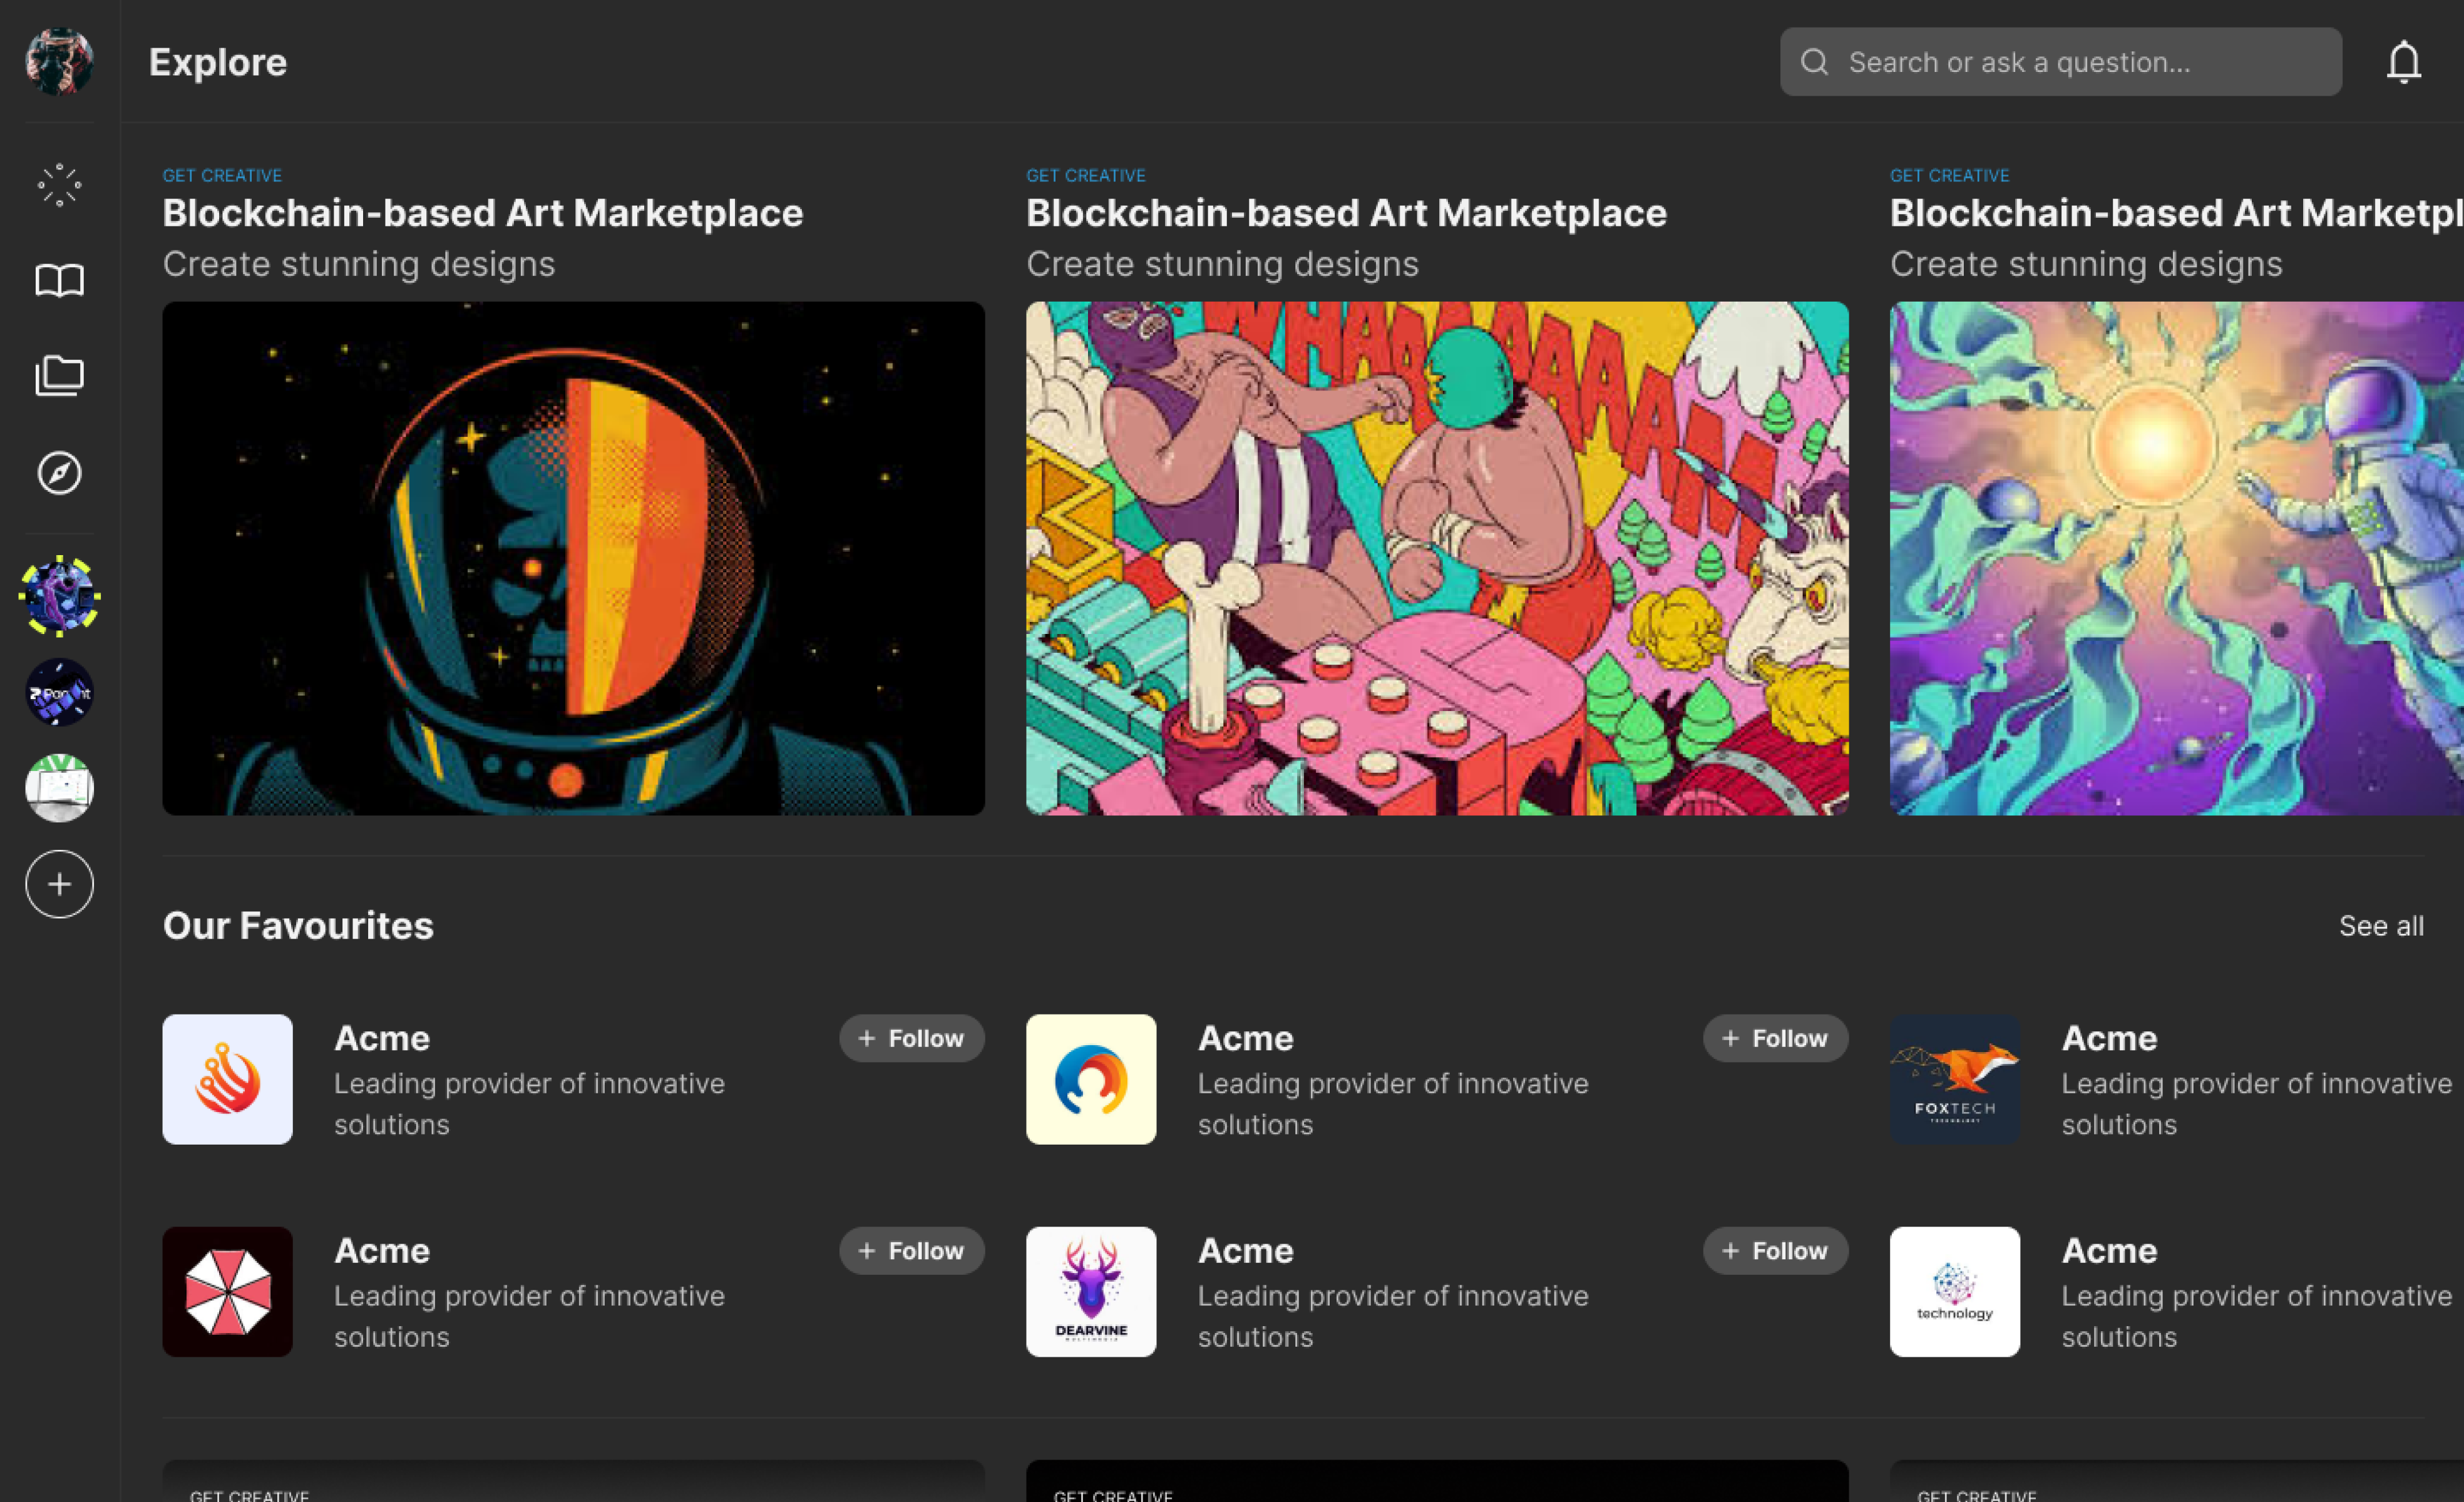 Explore
Search or ask a question...
GET CREATIVE
Blockchain-based Art Marketplace
Create stunning designs
GET CREATIVE
Blockchain-based Art Marketplace
Create stunning designs
GET CREATIVE
Blockchain-based Art Marketpl
Create stunning designs
Our Favourites
See all
Acme
Leading provider of innovative
solutions
+ Follow
Acme
Leading provider of innovative
solutions
+ Follow
FOXTECH
Acme
Leading provider of innovative
solutions
Acme
Leading provider of innovative
solutions
+ Follow
DEARVINE
Acme
Leading provider of innovative
solutions
+ Follow
technology
Acme
Leading provider of innovative
solutions
GET CREATIVE
GET CREATIVE
GET CREATIVE